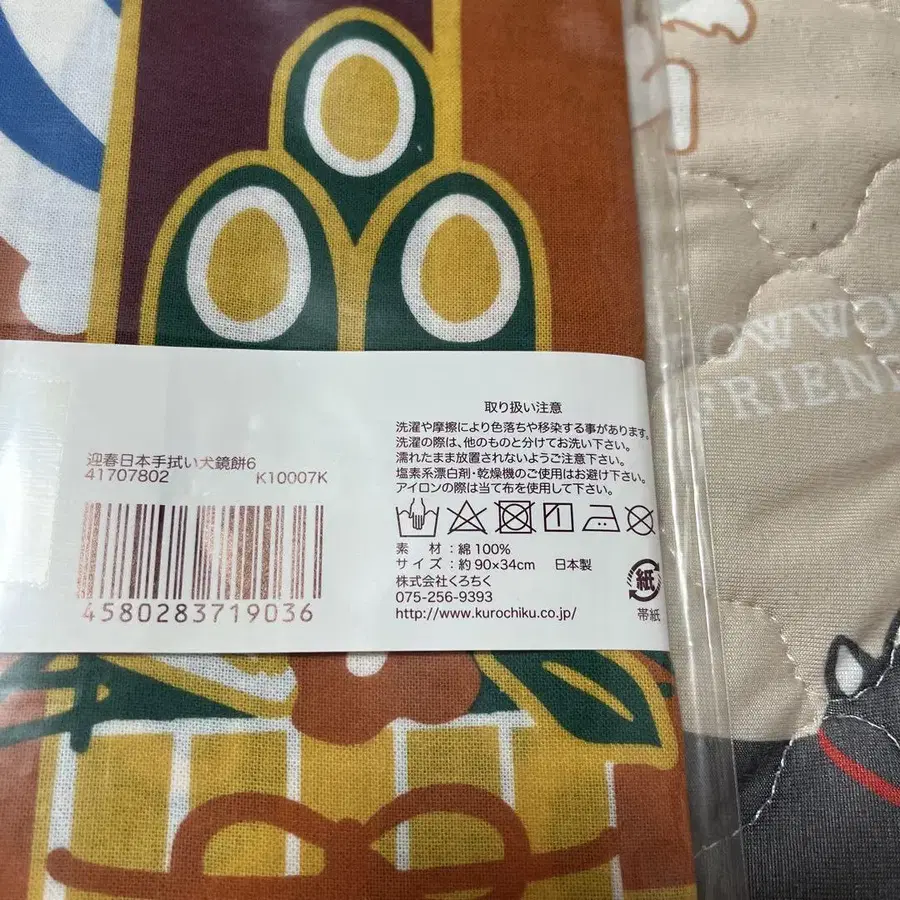 迎春日本手拭い犬鏡餅6
41707802 K10007K
4580283719036
取り扱い注意
洗濯や摩擦により色落ちや移染する事があります。
洗濯の際は、他のものと分けてお洗い下さい。
濡れたまま放置されないようご注意下さい。
塩素系漂白剤・乾燥機のご使用はお避け下さい。
アイロンの際は当て布を使用して下さい。
素 材：綿 100%
サイズ：約 90×34cm 日本製
株式会社くろちく
075-256-9393
http://www.kurochiku.co.jp/
紙
帯紙